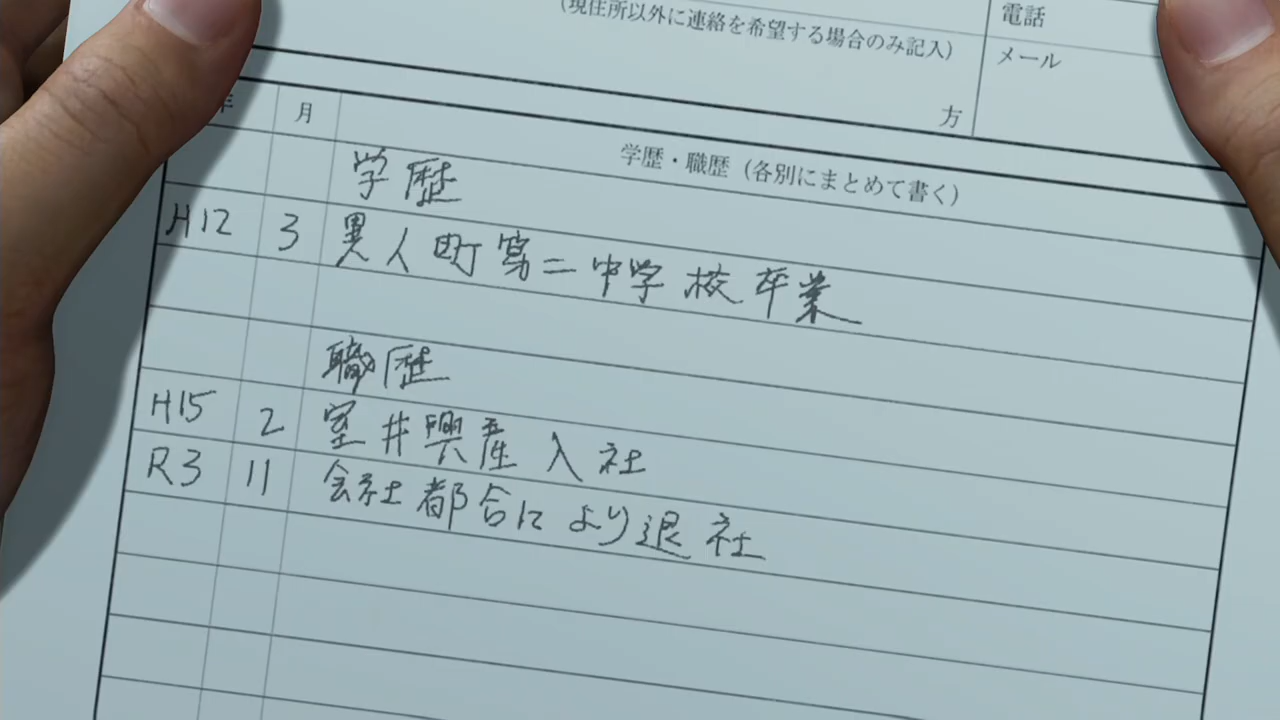 (現住所以外に連絡を希望する場合のみ記入)
方
電話
メール
年 月 学歴・職歴(各別にまとめて書く)
学歴
H12 3 異人町第二中学校卒業
職歴
H15 2 室井興産入社
R3 11 会社都合により退社